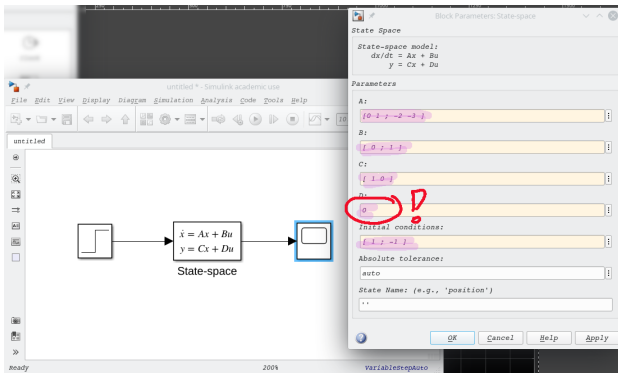 Block Parameters: State-space
State Space
State-space model:
dx/dt = Ax + Bu
y = Cx + Du
Parameters
A:
[0 1 ; -2 -3 ]
B:
[ 0 ; 1 ]
C:
[ 1 0 ]
D:
0
!
Initial conditions:
[ 1 ; -1 ]
Absolute tolerance:
auto
State Name: (e.g., 'position')
''
OK Cancel Help Apply
untitled * - Simulink academic use
File Edit View Display Diagram Simulation Analysis Code Tools Help
10
untitled
ẋ = Ax + Bu
y = Cx + Du
State-space
Ready 200% VariableStepAuto